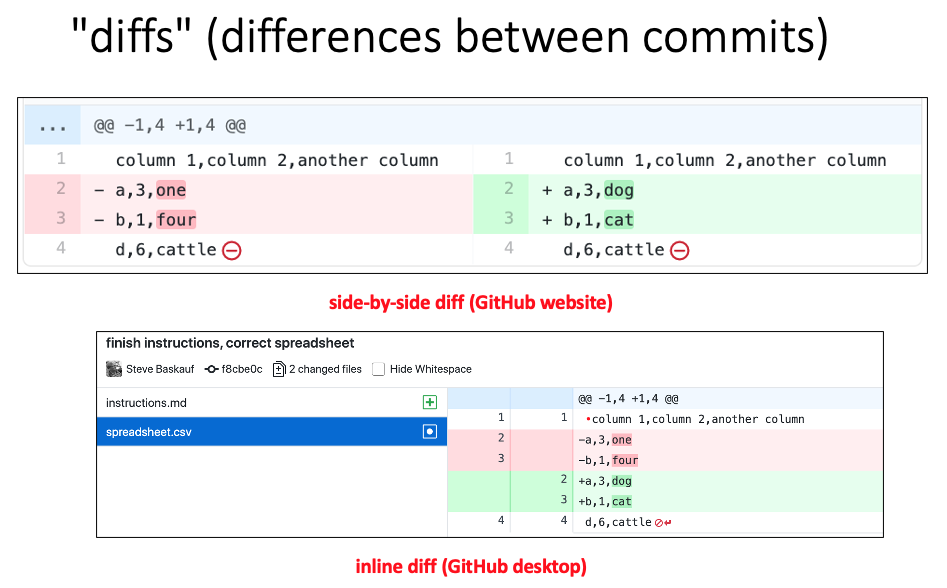 "diffs" (differences between commits)
... @@ -1,4 +1,4 @@
1 column 1,column 2,another column 1 column 1,column 2,another column
2 - a,3,one 2 + a,3,dog
3 - b,1,four 3 + b,1,cat
4 d,6,cattle 4 d,6,cattle
side-by-side diff (GitHub website)
finish instructions, correct spreadsheet
Steve Baskauf f8cbe0c 2 changed files Hide Whitespace
instructions.md
spreadsheet.csv
@@ -1,4 +1,4 @@
1 1 column 1,column 2,another column
2 -a,3,one
3 -b,1,four
2 +a,3,dog
3 +b,1,cat
4 4 d,6,cattle
inline diff (GitHub desktop)